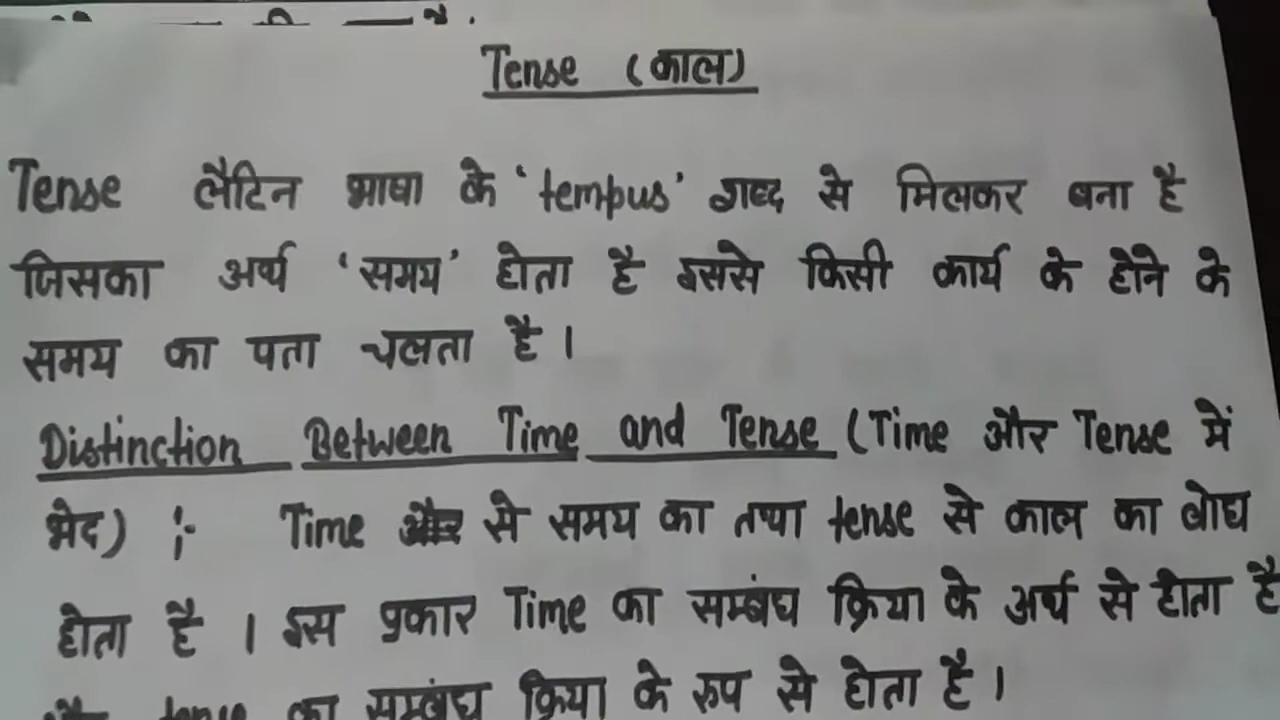 Tense (काल)
Tense लैटिन भाषा के 'tempus' शब्द से मिलकर बना है
जिसका अर्थ 'समय' होता है इससे किसी कार्य के होने के
समय का पता चलता है।
Distinction Between Time and Tense (Time और Tense में
भेद) :- Time से समय का तथा tense से काल का बोध
होता है । इस प्रकार Time का सम्बंध क्रिया के अर्थ से होता है
और tense का सम्बंध क्रिया के रुप से होता है।